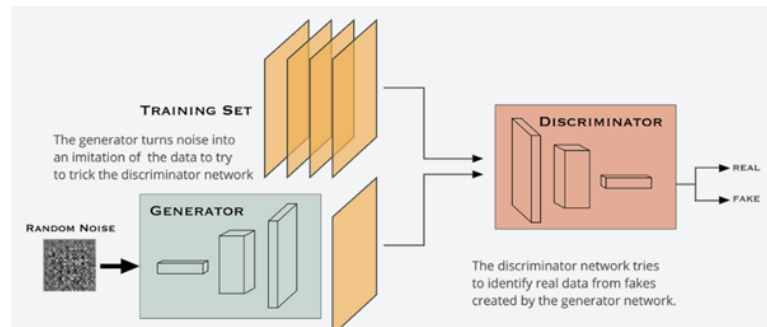 TRAINING SET
The generator turns noise into
an imitation of the data to try
to trick the discriminator network
RANDOM NOISE
GENERATOR
DISCRIMINATOR
REAL
FAKE
The discriminator network tries
to identify real data from fakes
created by the generator network.